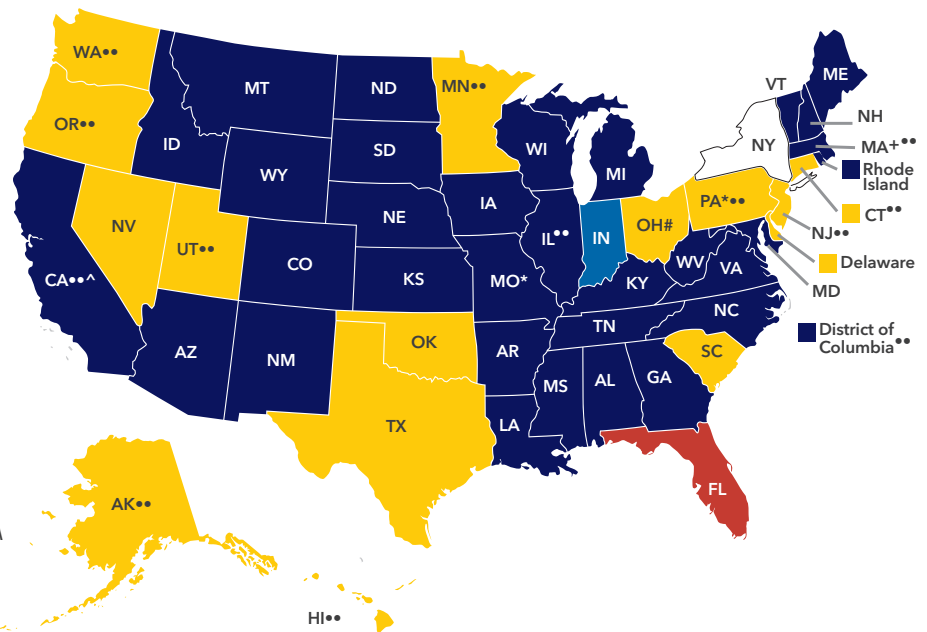 WA••
MT
ND
MN••
VT
ME
OR••
ID
SD
WI
MI
NY
NH
MA+••
WY
Rhode
Island
NE
IA
PA*••
CT••
NV
UT••
IL••
IN
OH#
NJ••
CA••^
CO
KS
MO*
KY
WV
VA
Delaware
MD
NC
TN
District of
Columbia••
AZ
NM
OK
AR
SC
MS
AL
GA
TX
LA
FL
AK••
HI••